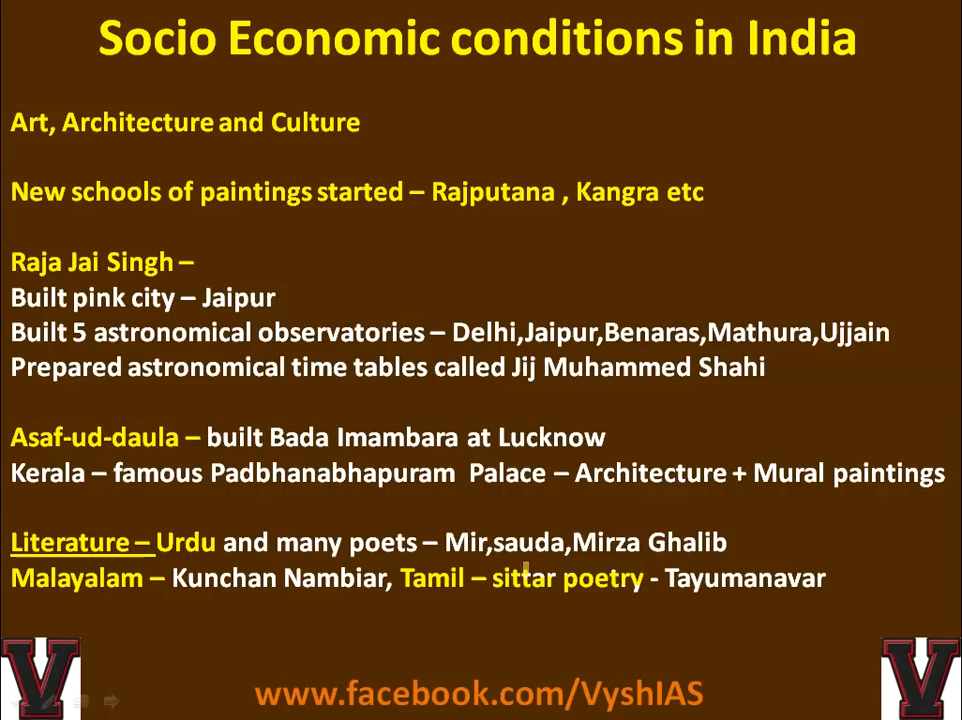 Socio Economic conditions in India
Art, Architecture and Culture
New schools of paintings started – Rajputana , Kangra etc
Raja Jai Singh –
Built pink city – Jaipur
Built 5 astronomical observatories – Delhi,Jaipur,Benaras,Mathura,Ujjain
Prepared astronomical time tables called Jij Muhammed Shahi
Asaf-ud-daula – built Bada Imambara at Lucknow
Kerala – famous Padbhanabhapuram Palace – Architecture + Mural paintings
Literature – Urdu and many poets – Mir,sauda,Mirza Ghalib
Malayalam – Kunchan Nambiar, Tamil – sittar poetry - Tayumanavar
V V
www.facebook.com/VyshIAS